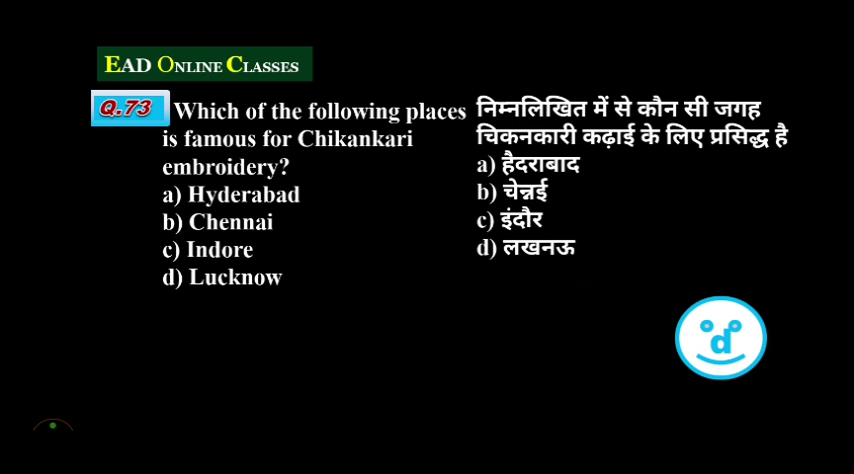 EAD ONLINE CLASSES
Q.73 Which of the following places
is famous for Chikankari
embroidery?
a) Hyderabad
b) Chennai
c) Indore
d) Lucknow
निम्नलिखित में से कौन सी जगह
चिकनकारी कढ़ाई के लिए प्रसिद्ध है
a) हैदराबाद
b) चेन्नई
c) इंदौर
d) लखनऊ
d